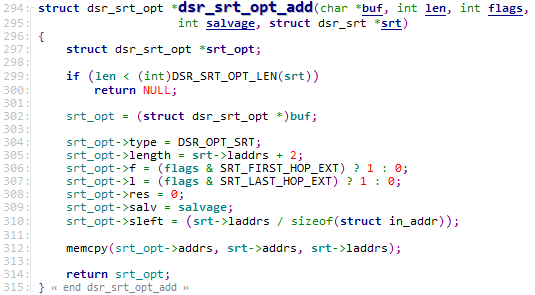 294: struct dsr_srt_opt *dsr_srt_opt_add(char *buf, int len, int flags,
295:                     int salvage, struct dsr_srt *srt)
296: {
297:     struct dsr_srt_opt *srt_opt;
298:
299:     if (len < (int)DSR_SRT_OPT_LEN(srt))
300:         return NULL;
301:
302:     srt_opt = (struct dsr_srt_opt *)buf;
303:
304:     srt_opt->type = DSR_OPT_SRT;
305:     srt_opt->length = srt->laddrs + 2;
306:     srt_opt->f = (flags & SRT_FIRST_HOP_EXT) ? 1 : 0;
307:     srt_opt->l = (flags & SRT_LAST_HOP_EXT) ? 1 : 0;
308:     srt_opt->res = 0;
309:     srt_opt->salv = salvage;
310:     srt_opt->sleft = (srt->laddrs / sizeof(struct in_addr));
311:
312:     memcpy(srt_opt->addrs, srt->addrs, srt->laddrs);
313:
314:     return srt_opt;
315: } « end dsr_srt_opt_add »